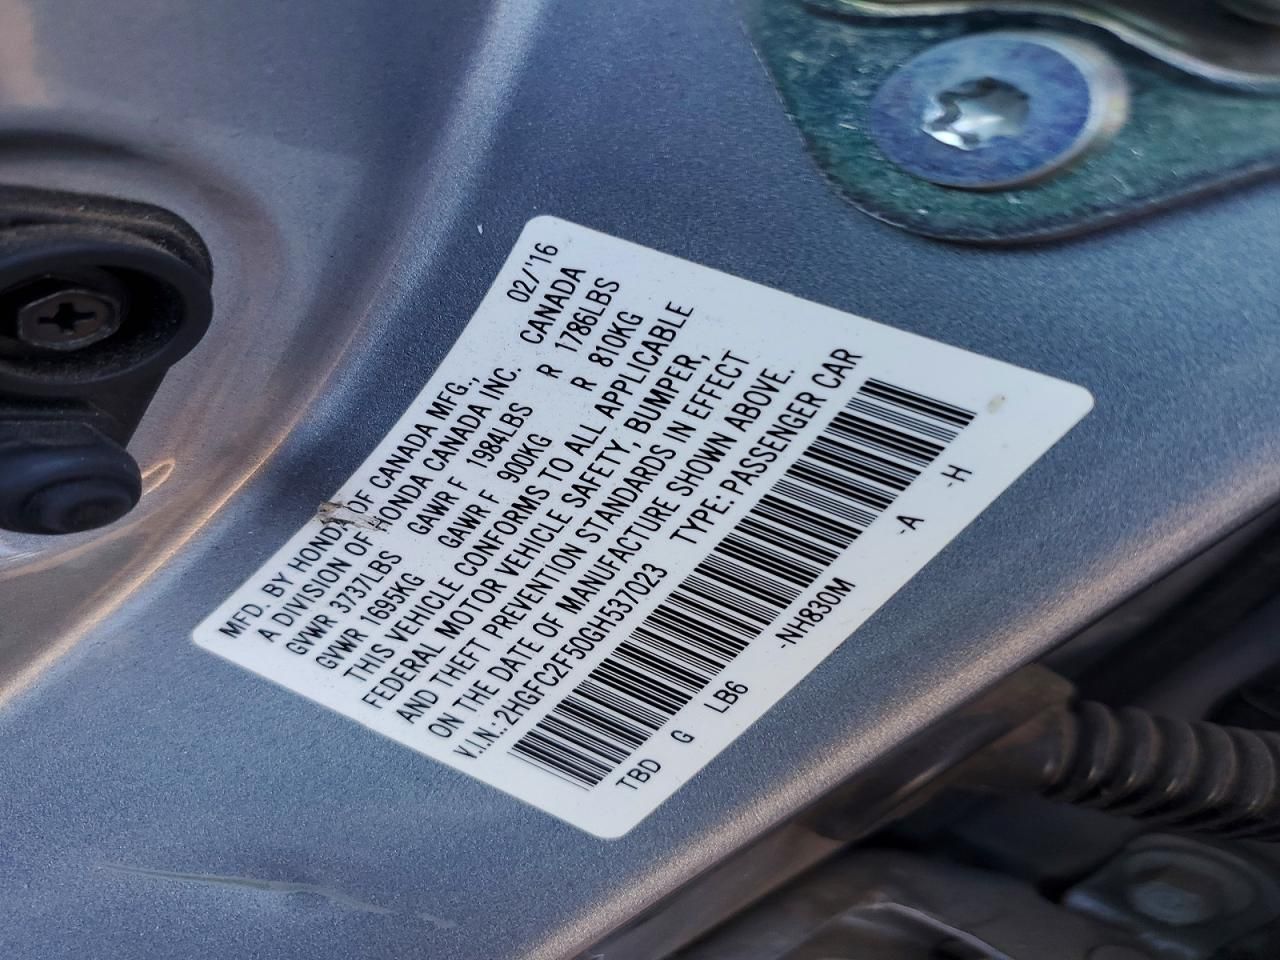 MFD. BY HONDA OF CANADA MFG., 02/'16
A DIVISION OF HONDA CANADA INC. CANADA
GVWR 3737LBS GAWR F 1984LBS R 1786LBS
GVWR 1695KG GAWR F 900KG R 810KG
THIS VEHICLE CONFORMS TO ALL APPLICABLE
FEDERAL MOTOR VEHICLE SAFETY, BUMPER,
AND THEFT PREVENTION STANDARDS IN EFFECT
ON THE DATE OF MANUFACTURE SHOWN ABOVE.
V.I.N.: 2HGFC2F50GH537023 TYPE: PASSENGER CAR
TBD G LB6 -NH830M -A -H